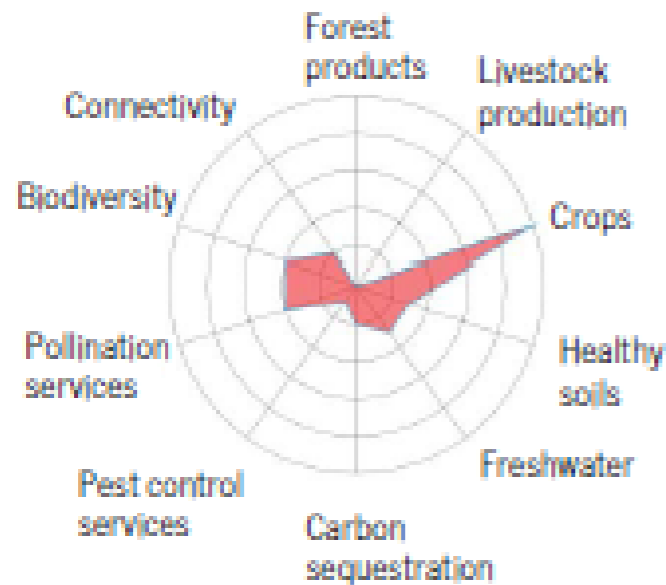 Forest
products
Livestock
production
Crops
Healthy
soils
Freshwater
Carbon
sequestration
Pest control
services
Pollination
services
Biodiversity
Connectivity